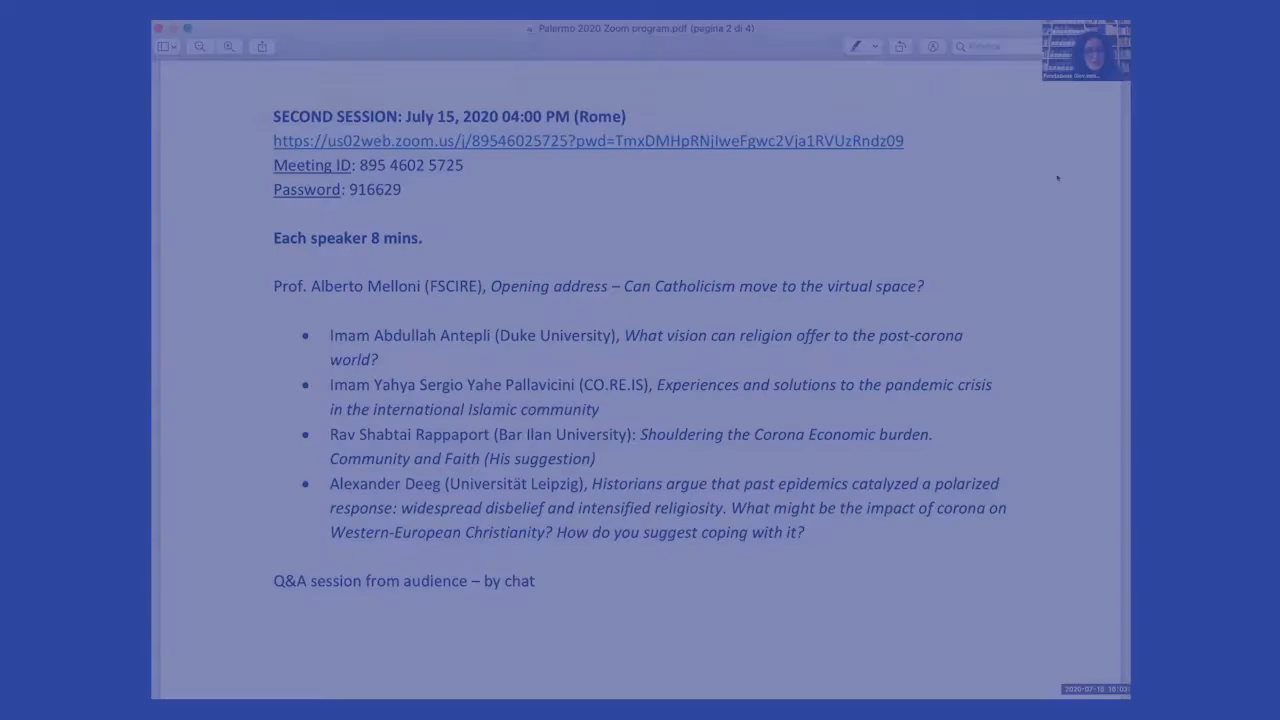 Palermo 2020 Zoom program.pdf (pagina 2 di 4)
SECOND SESSION: July 15, 2020 04:00 PM (Rome)
https://us02web.zoom.us/j/89546025725?pwd=TmxDMHpRNjIweFgwc2Vja1RVUzRndz09
Meeting ID: 895 4602 5725
Password: 916629
Each speaker 8 mins.
Prof. Alberto Melloni (FSCIRE), Opening address – Can Catholicism move to the virtual space?
• Imam Abdullah Antepli (Duke University), What vision can religion offer to the post-corona
world?
• Imam Yahya Sergio Yahe Pallavicini (CO.RE.IS), Experiences and solutions to the pandemic crisis
in the international Islamic community
• Rav Shabtai Rappaport (Bar Ilan University): Shouldering the Corona Economic burden.
Community and Faith (His suggestion)
• Alexander Deeg (Universität Leipzig), Historians argue that past epidemics catalyzed a polarized
response: widespread disbelief and intensified religiosity. What might be the impact of corona on
Western-European Christianity? How do you suggest coping with it?
Q&A session from audience – by chat